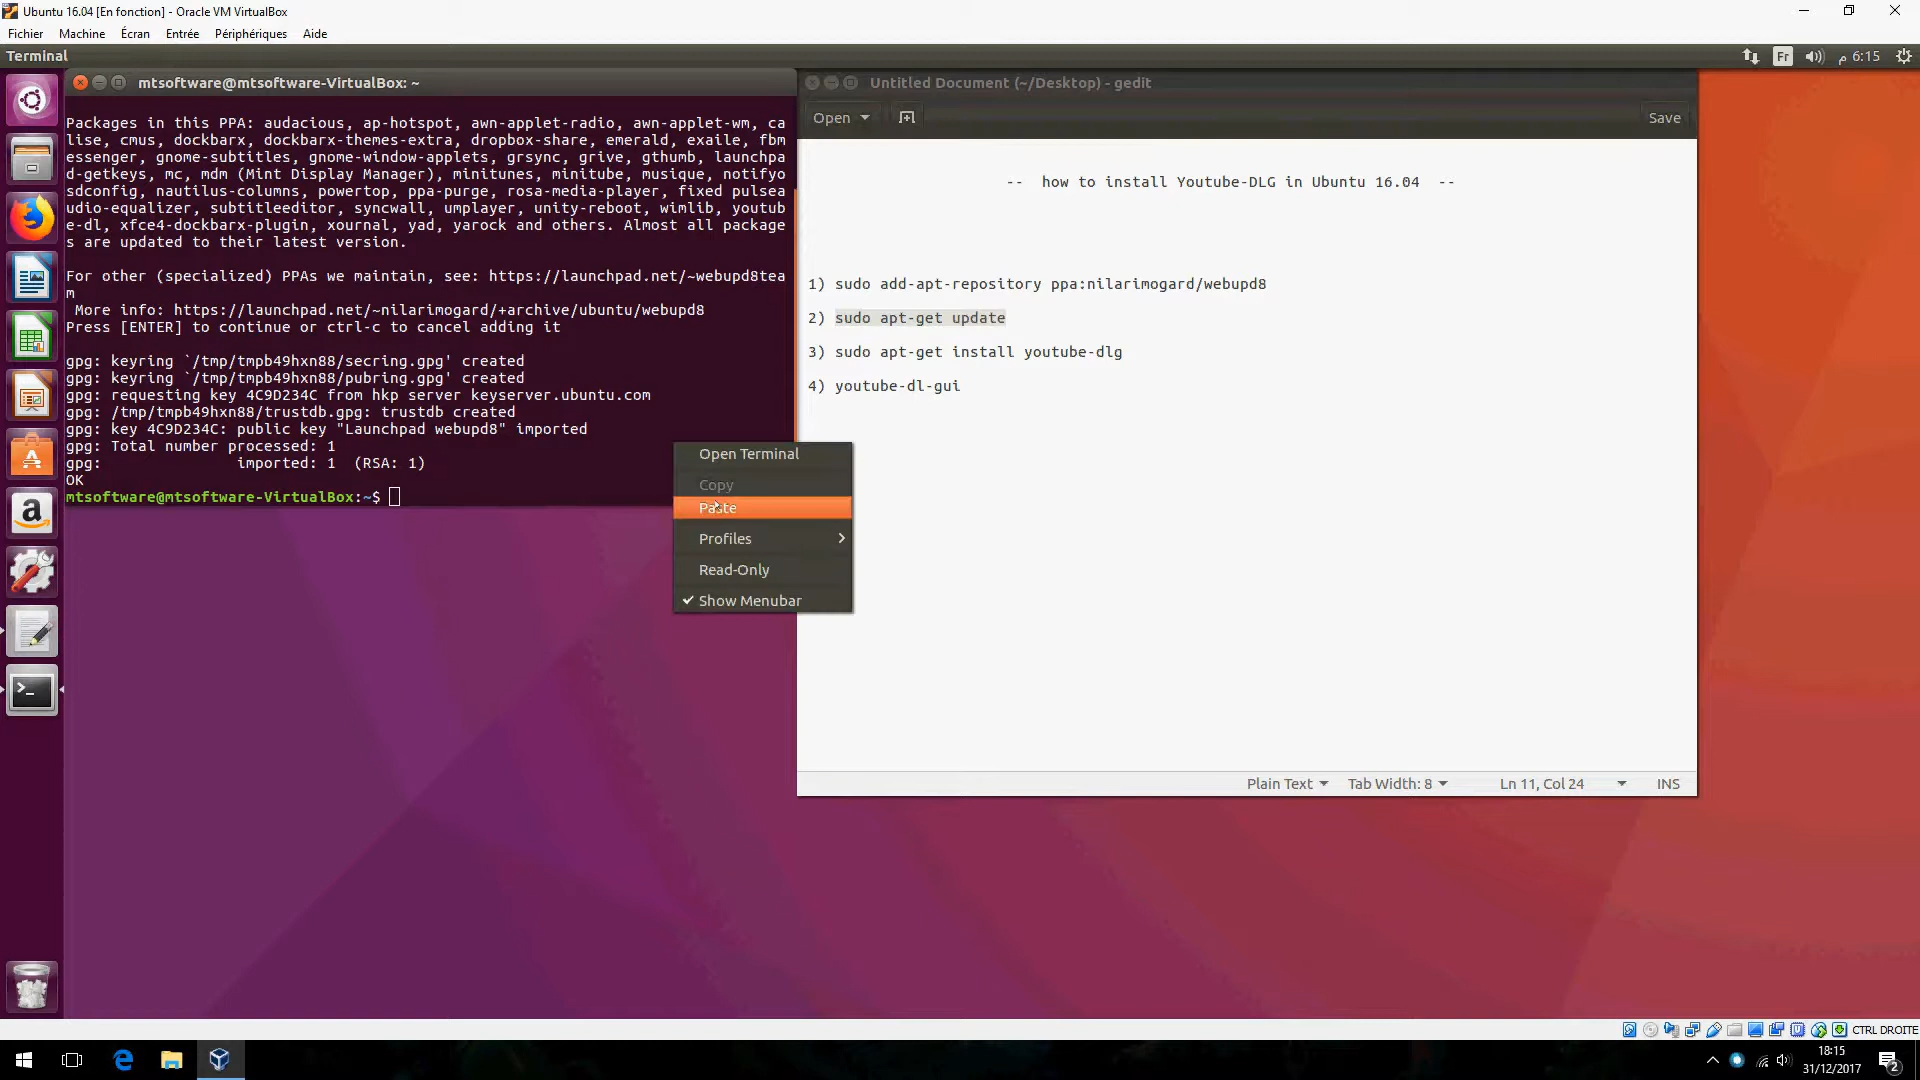 Ubuntu 16.04 [En fonction] - Oracle VM VirtualBox
Fichier Machine Écran Entrée Périphériques Aide
Terminal
Fr
م 6:15
mtsoftware@mtsoftware-VirtualBox: ~
Packages in this PPA: audacious, ap-hotspot, awn-applet-radio, awn-applet-wm, ca
lise, cmus, dockbarx, dockbarx-themes-extra, dropbox-share, emerald, exaile, fbm
essenger, gnome-subtitles, gnome-window-applets, grsync, grive, gthumb, launchpa
d-getkeys, mc, mdm (Mint Display Manager), minitunes, minitube, musique, notifyo
sdconfig, nautilus-columns, powertop, ppa-purge, rosa-media-player, fixed pulsea
udio-equalizer, subtitleeditor, syncwall, umplayer, unity-reboot, wimlib, youtub
e-dl, xfce4-dockbarx-plugin, xournal, yad, yarock and others. Almost all package
s are updated to their latest version.
For other (specialized) PPAs we maintain, see: https://launchpad.net/~webupd8tea
m
More info: https://launchpad.net/~nilarimogard/+archive/ubuntu/webupd8
Press [ENTER] to continue or ctrl-c to cancel adding it
gpg: keyring `/tmp/tmpb49hxn88/secring.gpg' created
gpg: keyring `/tmp/tmpb49hxn88/pubring.gpg' created
gpg: requesting key 4C9D234C from hkp server keyserver.ubuntu.com
gpg: /tmp/tmpb49hxn88/trustdb.gpg: trustdb created
gpg: key 4C9D234C: public key "Launchpad webupd8" imported
gpg: Total number processed: 1
gpg: imported: 1 (RSA: 1)
OK
mtsoftware@mtsoftware-VirtualBox:~$
Open Terminal
Copy
Paste
Profiles
Read-Only
Show Menubar
Untitled Document (~/Desktop) - gedit
Open
Save
-- how to install Youtube-DLG in Ubuntu 16.04 --
1) sudo add-apt-repository ppa:nilarimogard/webupd8
2) sudo apt-get update
3) sudo apt-get install youtube-dlg
4) youtube-dl-gui
Plain Text Tab Width: 8 Ln 11, Col 24 INS
CTRL DROITE
18:15
31/12/2017
2